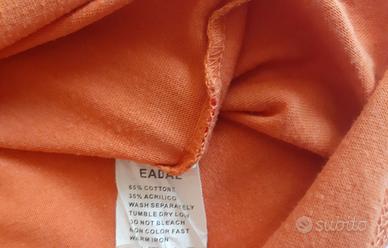 EADAE
65% COTTONE
35% ACRILICO
WASH SEPARATELY
TUMBLE DRY LOW
DO NOT BLEACH
NON COLOR FAST
WARM IRON
subito